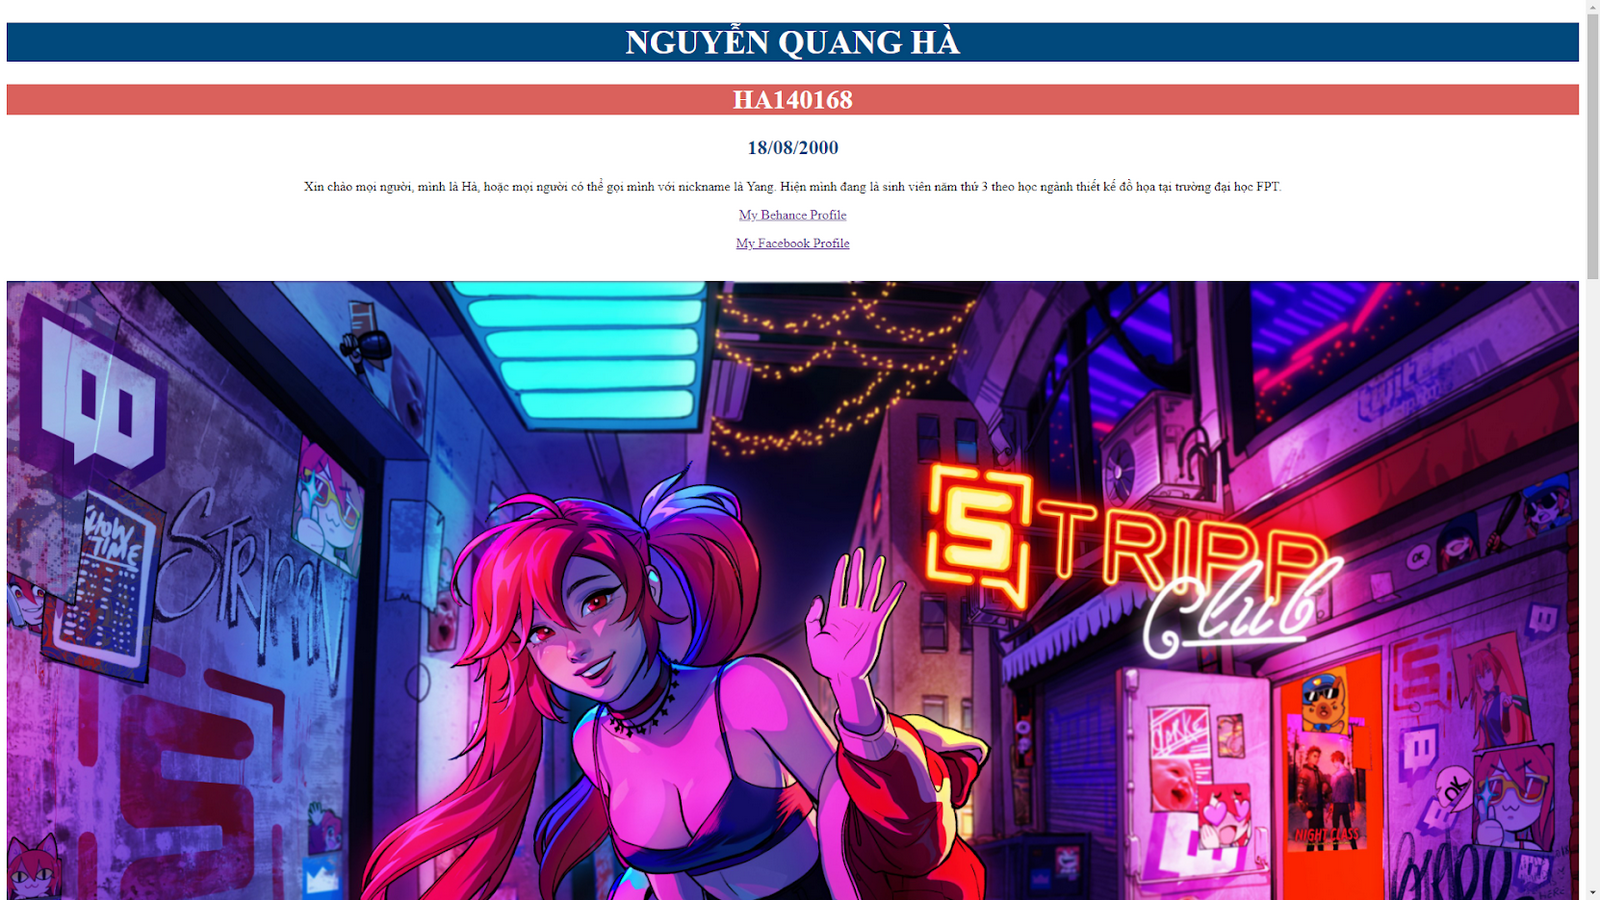 NGUYỄN QUANG HÀ
HA140168
18/08/2000
Xin chào mọi người, mình là Hà, hoặc mọi người có thể gọi mình với nickname là Yang. Hiện mình đang là sinh viên năm thứ 3 theo học ngành thiết kế đồ họa tại trường đại học FPT.
My Behance Profile
My Facebook Profile
twitch
SHOW
TIME
STRIPP
Club
OK
OK
NIGHT CLASS